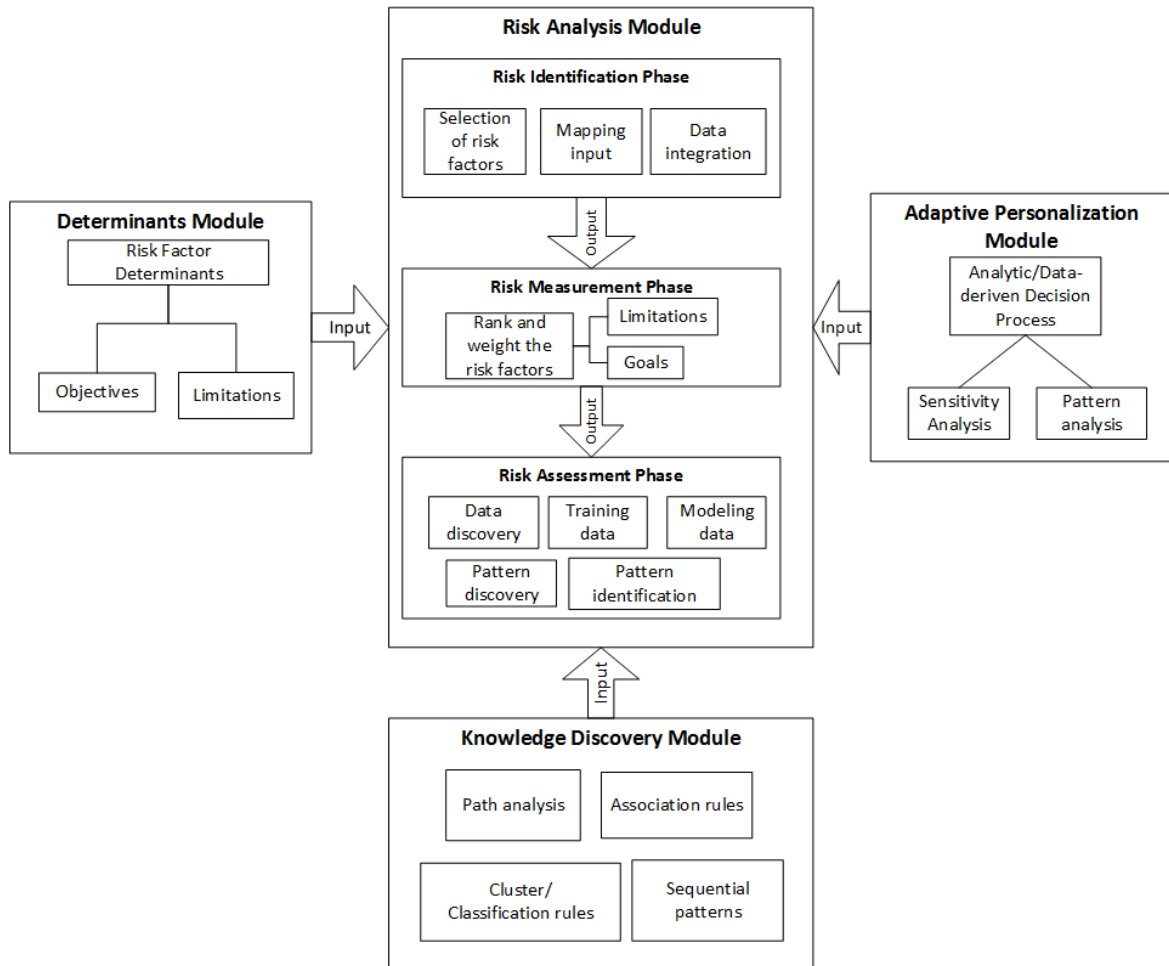 Risk Analysis Module
Risk Identification Phase
Selection
of risk
factors
Mapping
input
Data
integration
Output
Determinants Module
Risk Factor
Determinants
Objectives
Limitations
Input
Risk Measurement Phase
Rank and
weight the
risk factors
Limitations
Goals
Output
Adaptive Personalization
Module
Analytic/Data-
deriven Decision
Process
Sensitivity
Analysis
Pattern
analysis
Input
Risk Assessment Phase
Data
discovery
Training
data
Modeling
data
Pattern
discovery
Pattern
identification
Input
Knowledge Discovery Module
Path analysis
Association rules
Cluster/
Classification rules
Sequential
patterns